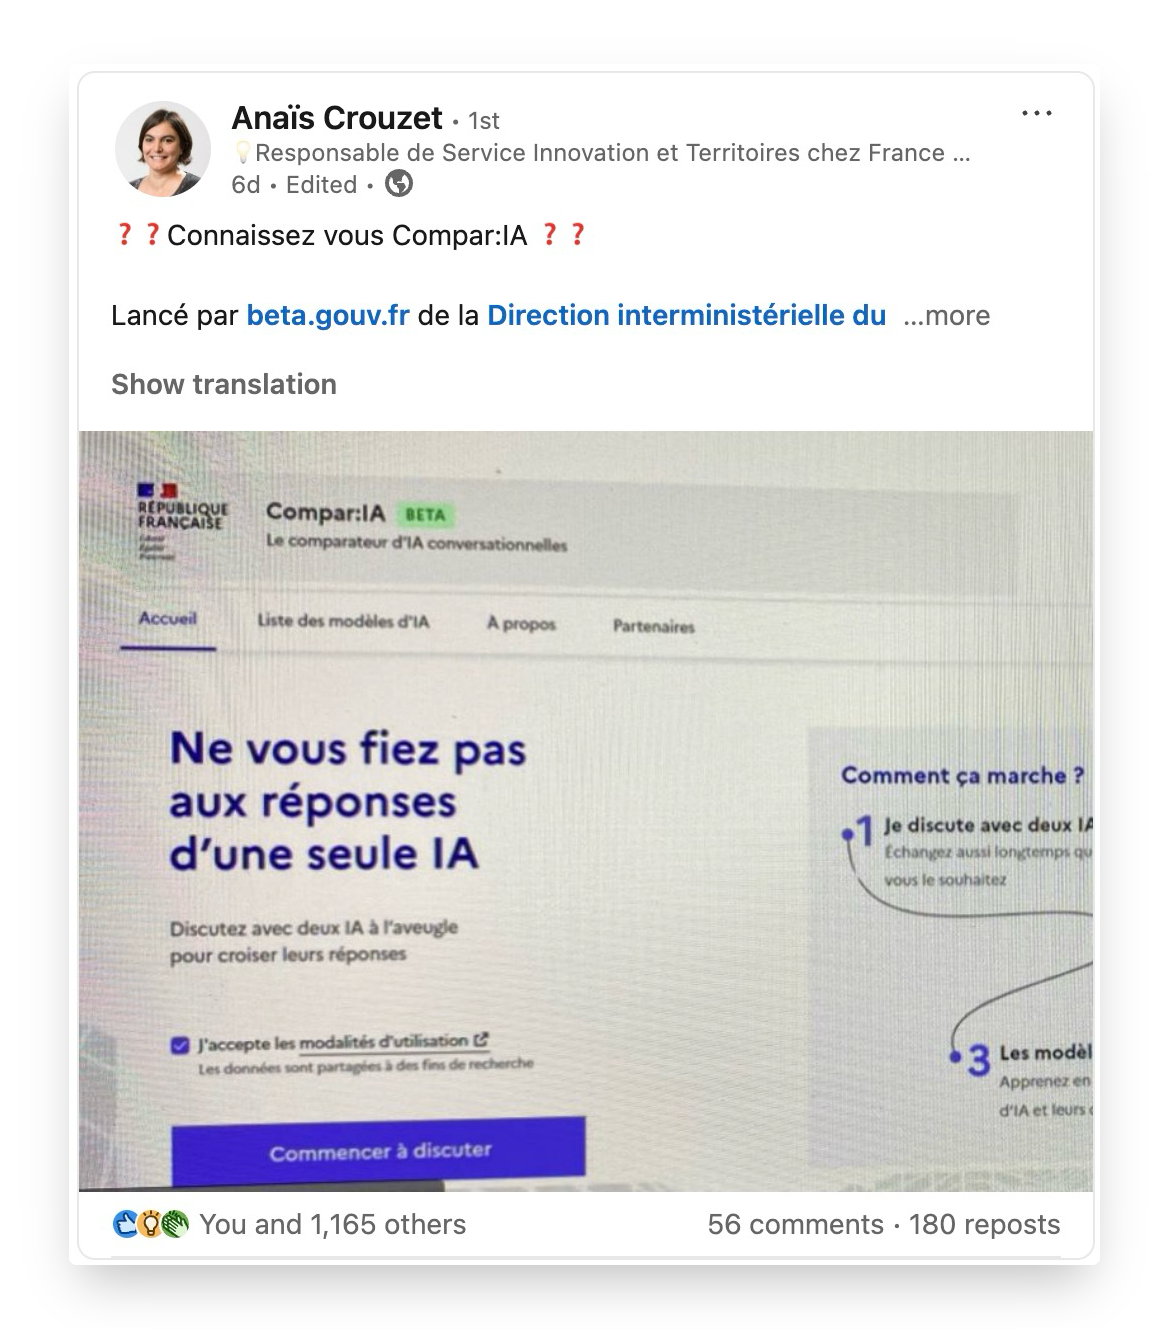 Anaïs Crouzet • 1st
💡Responsable de Service Innovation et Territoires chez France ...
6d • Edited •
❓❓Connaissez vous Compar:IA ❓❓
Lancé par beta.gouv.fr de la Direction interministérielle du ...more
Show translation
RÉPUBLIQUE
FRANÇAISE
Compar:IA BETA
Le comparateur d'IA conversationnelles
Accueil Liste des modèles d'IA À propos Partenaires
Ne vous fiez pas
aux réponses
d'une seule IA
Discutez avec deux IA à l'aveugle
pour croiser leurs réponses
J'accepte les modalités d'utilisation
Les données sont partagées à des fins de recherche
Commencer à discuter
Comment ça marche ?
1 Je discute avec deux IA
Échangez aussi longtemps qu
vous le souhaitez
3 Les modèl
Apprenez en
d'IA et leurs
You and 1,165 others
56 comments • 180 reposts